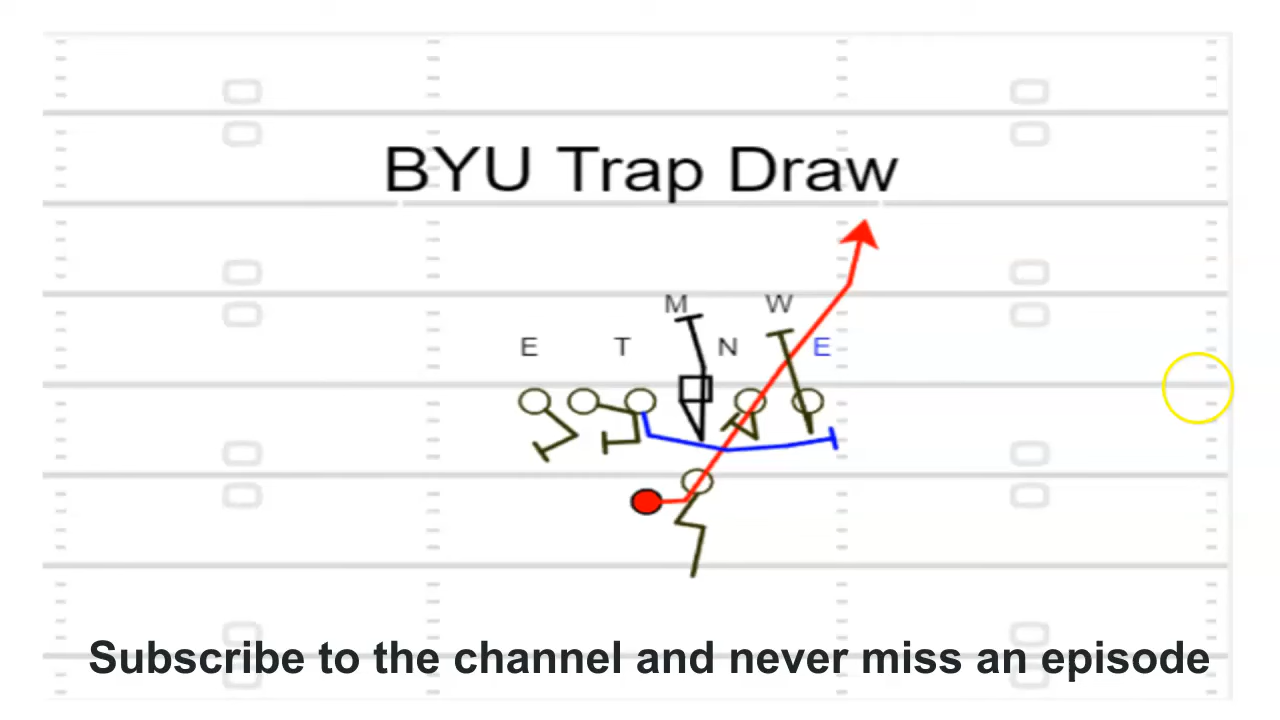 BYU Trap Draw
M W
E T N E
Subscribe to the channel and never miss an episode